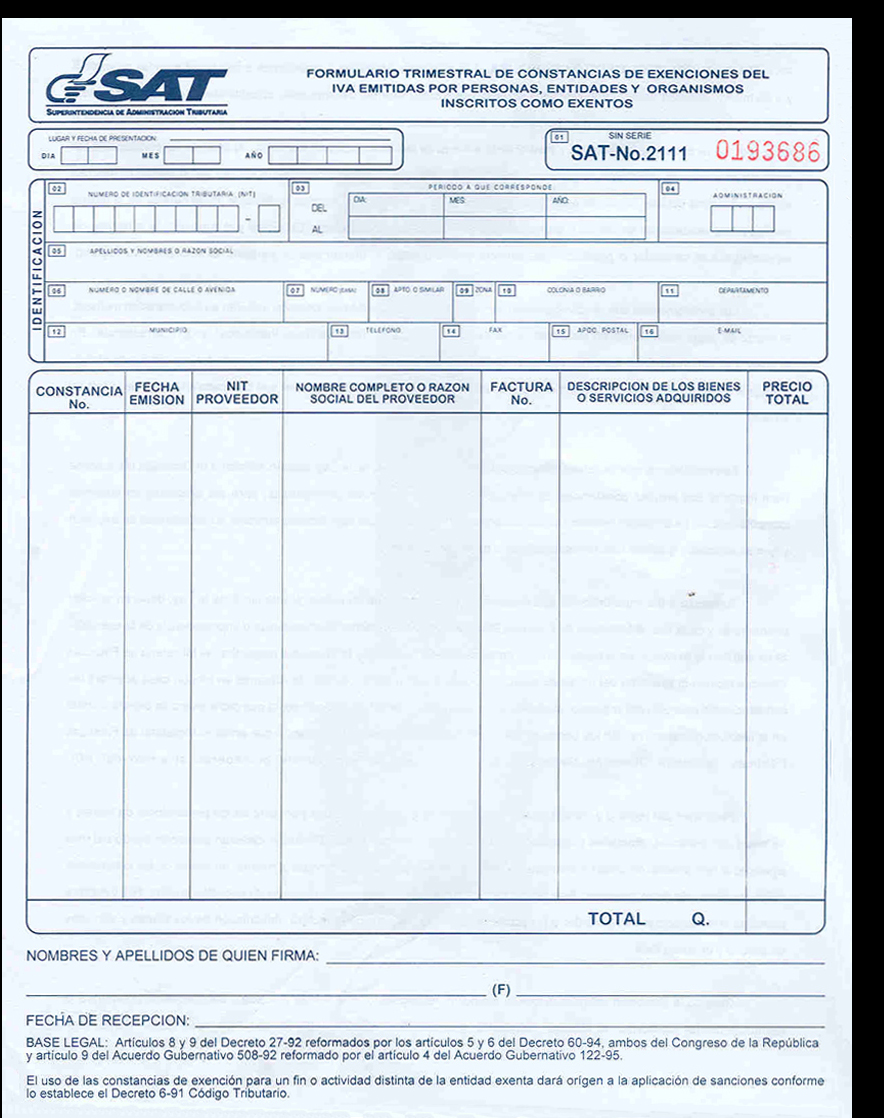 SAT
SUPERINTENDENCIA DE ADMINISTRACION TRIBUTARIA
FORMULARIO TRIMESTRAL DE CONSTANCIAS DE EXENCIONES DEL
IVA EMITIDAS POR PERSONAS, ENTIDADES Y ORGANISMOS
INSCRITOS COMO EXENTOS
LUGAR Y FECHA DE PRESENTACION:
DIA MES AÑO
01 SIN SERIE
SAT-No.2111 0193686
IDENTIFICACION
02 NUMERO DE IDENTIFICACION TRIBUTARIA [NIT]
-
03 PERIODO A QUE CORRESPONDE:
DIA: MES: AÑO:
DEL
AL
04 ADMINISTRACION
05 APELLIDOS Y NOMBRES O RAZON SOCIAL
06 NUMERO O NOMBRE DE CALLE O AVENIDA 07 NUMERO (CASA) 08 APTO. O SIMILAR 09 ZONA 10 COLONIA O BARRIO 11 DEPARTAMENTO
12 MUNICIPIO 13 TELEFONO 14 FAX 15 APDO. POSTAL 16 E-MAIL
CONSTANCIA No. FECHA EMISION NIT PROVEEDOR NOMBRE COMPLETO O RAZON SOCIAL DEL PROVEEDOR FACTURA No. DESCRIPCION DE LOS BIENES O SERVICIOS ADQUIRIDOS PRECIO TOTAL
TOTAL Q.
NOMBRES Y APELLIDOS DE QUIEN FIRMA:
(F)
FECHA DE RECEPCION:
BASE LEGAL: Artículos 8 y 9 del Decreto 27-92 reformados por los artículos 5 y 6 del Decreto 60-94, ambos del Congreso de la República
y artículo 9 del Acuerdo Gubernativo 508-92 reformado por el artículo 4 del Acuerdo Gubernativo 122-95.
El uso de las constancias de exención para un fin o actividad distinta de la entidad exenta dará orígen a la aplicación de sanciones conforme
lo establece el Decreto 6-91 Código Tributario.